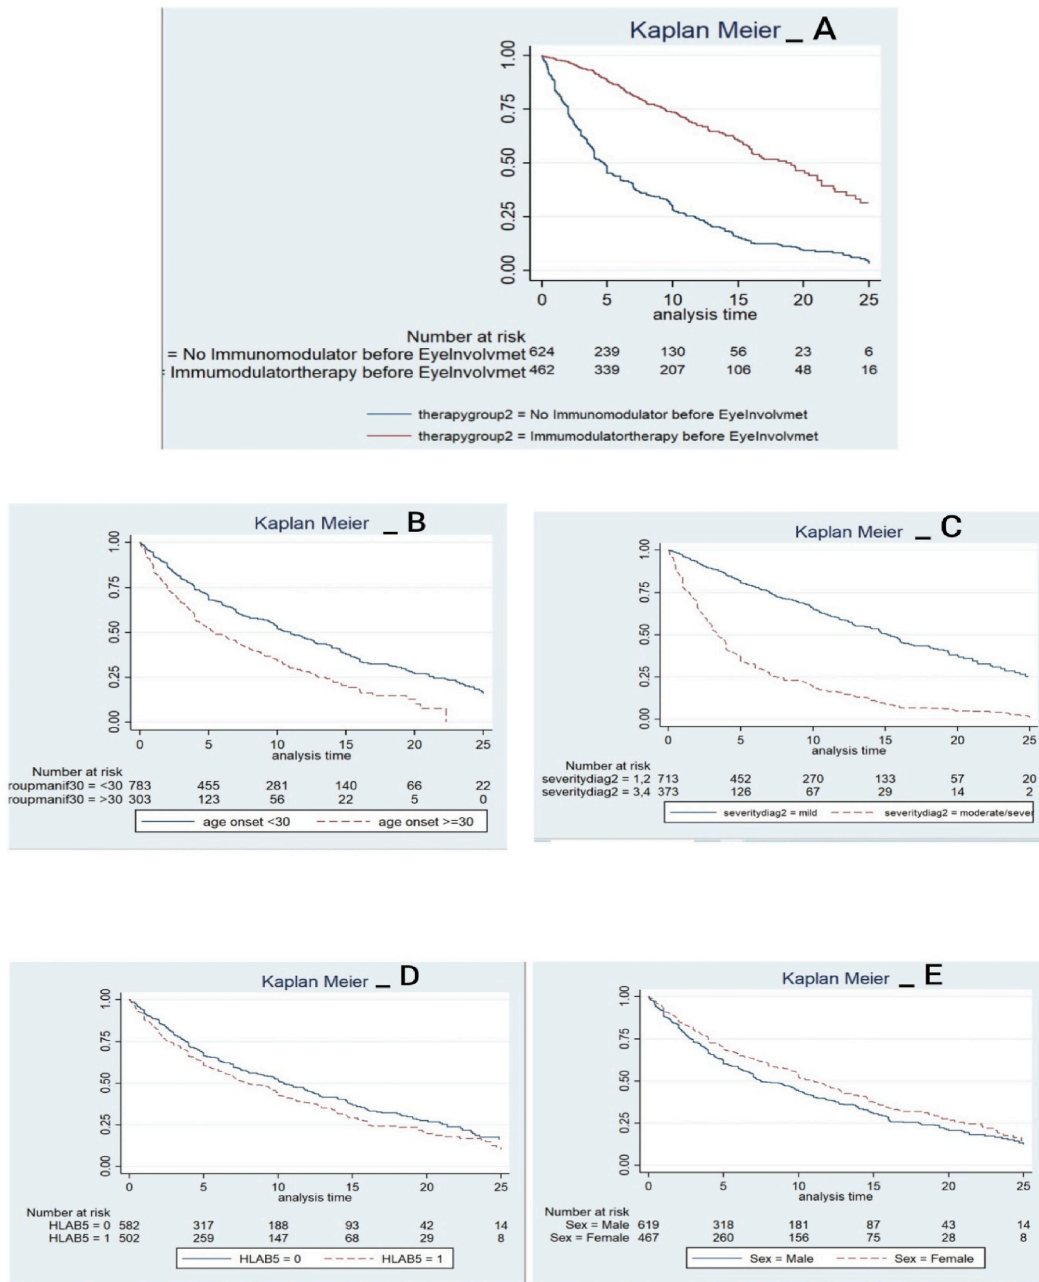 Kaplan Meier _ A
1.00
0.75
0.50
0.25
0.00
0 5 10 15 20 25
analysis time
Number at risk
= No Immunomodulator before EyeInvolvmet 624 239 130 56 23 6
Immumodulatortherapy before EyeInvolvmet 462 339 207 106 48 16
therapygroup2 = No Immunomodulator before EyeInvolvmet
therapygroup2 = Immumodulatortherapy before EyeInvolvmet
Kaplan Meier _ B
1.00
0.75
0.50
0.25
0.00
0 5 10 15 20 25
analysis time
Number at risk
roupmanif30 = <30 783 455 281 140 66 22
roupmanif30 = >30 303 123 56 22 5 0
age onset <30 age onset >=30
Kaplan Meier _ C
1.00
0.75
0.50
0.25
0.00
0 5 10 15 20 25
analysis time
Number at risk
severitydiag2 = 1,2 713 452 270 133 57 20
severitydiag2 = 3,4 373 126 67 29 14 2
severitydiag2 = mild severitydiag2 = moderate/sever
Kaplan Meier _ D
1.00
0.75
0.50
0.25
0.00
0 5 10 15 20 25
analysis time
Number at risk
HLAB5 = 0 582 317 188 93 42 14
HLAB5 = 1 502 259 147 68 29 8
HLAB5 = 0 HLAB5 = 1
Kaplan Meier _ E
1.00
0.75
0.50
0.25
0.00
0 5 10 15 20 25
analysis time
Number at risk
Sex = Male 619 318 181 87 43 14
Sex = Female 467 260 156 75 28 8
Sex = Male Sex = Female